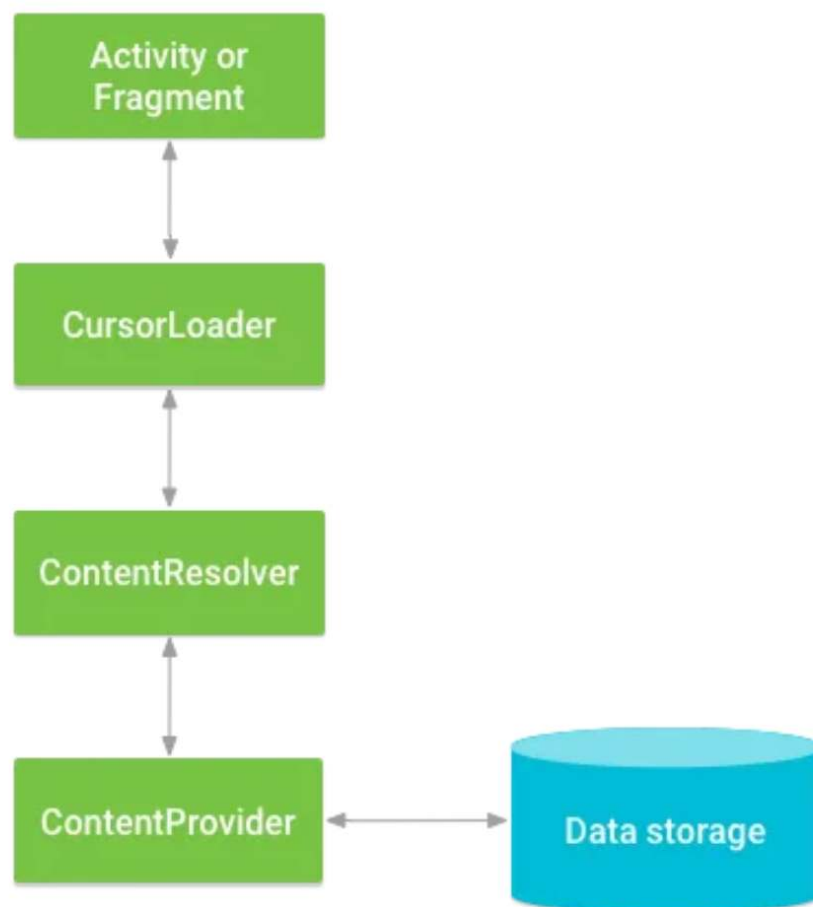 Activity or
Fragment
CursorLoader
ContentResolver
ContentProvider
Data storage